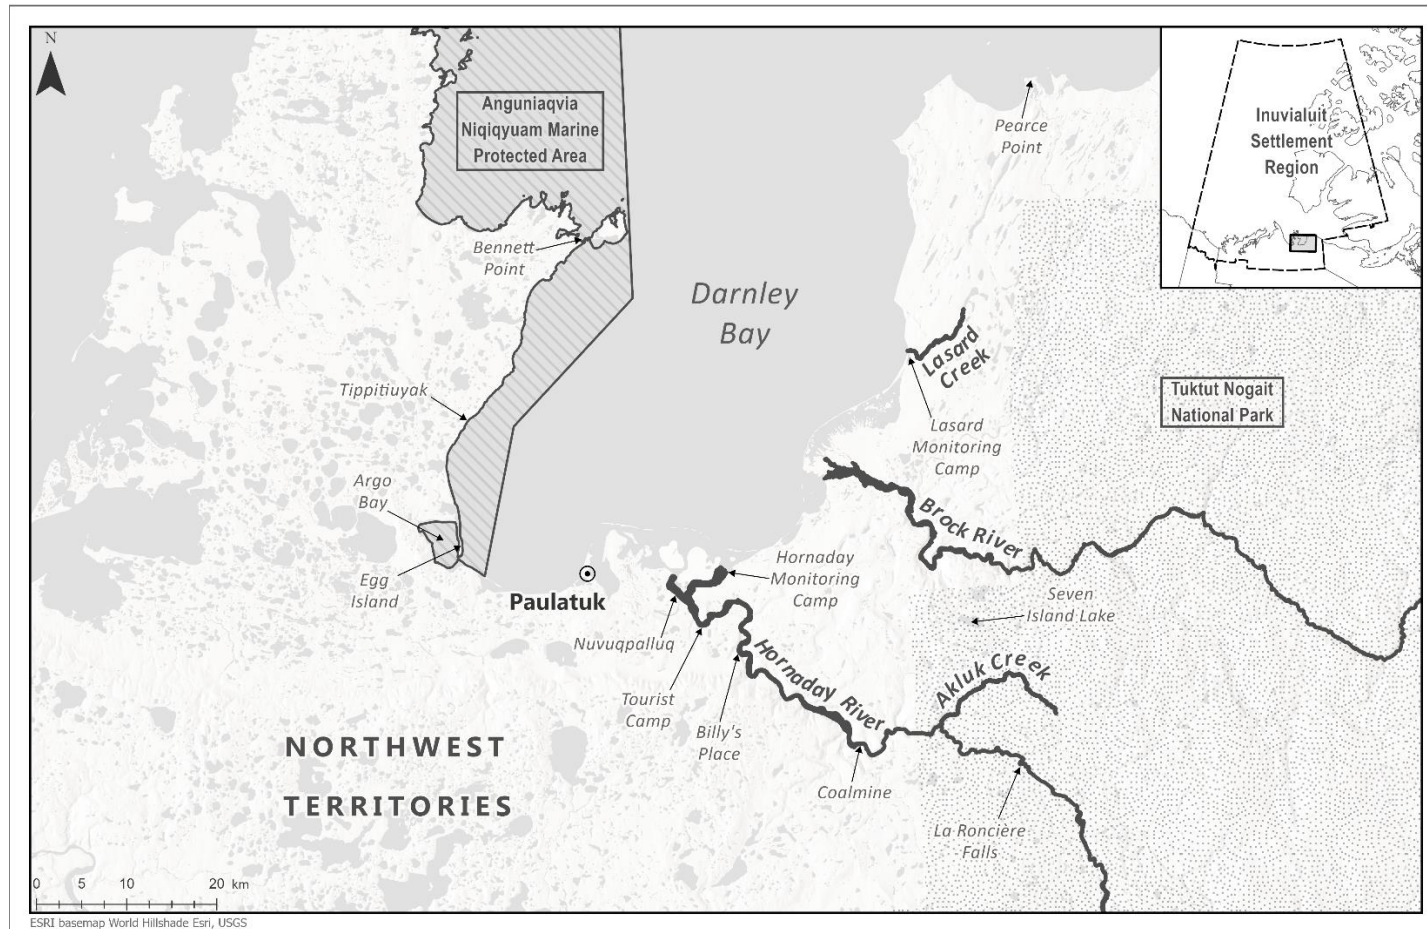 N
Anguniaqvia
Niqiqyuam Marine
Protected Area
Pearce
Point
Inuvialuit
Settlement
Region
Bennett
Point
Darnley
Bay
Lasard
Creek
Tuktut Nogait
National Park
Tippitiuyak
Lasard
Monitoring
Camp
Argo
Bay
Brock River
Egg
Island
Paulatuk
Hornaday
Monitoring
Camp
Seven
Island Lake
Nuvuqpalluq
Hornaday River
Akluk Creek
Tourist
Camp
Billy's
Place
NORTHWEST
TERRITORIES
Coalmine
La Roncière
Falls
0 5 10 20 km
ESRI basemap World Hillshade Esri, USGS